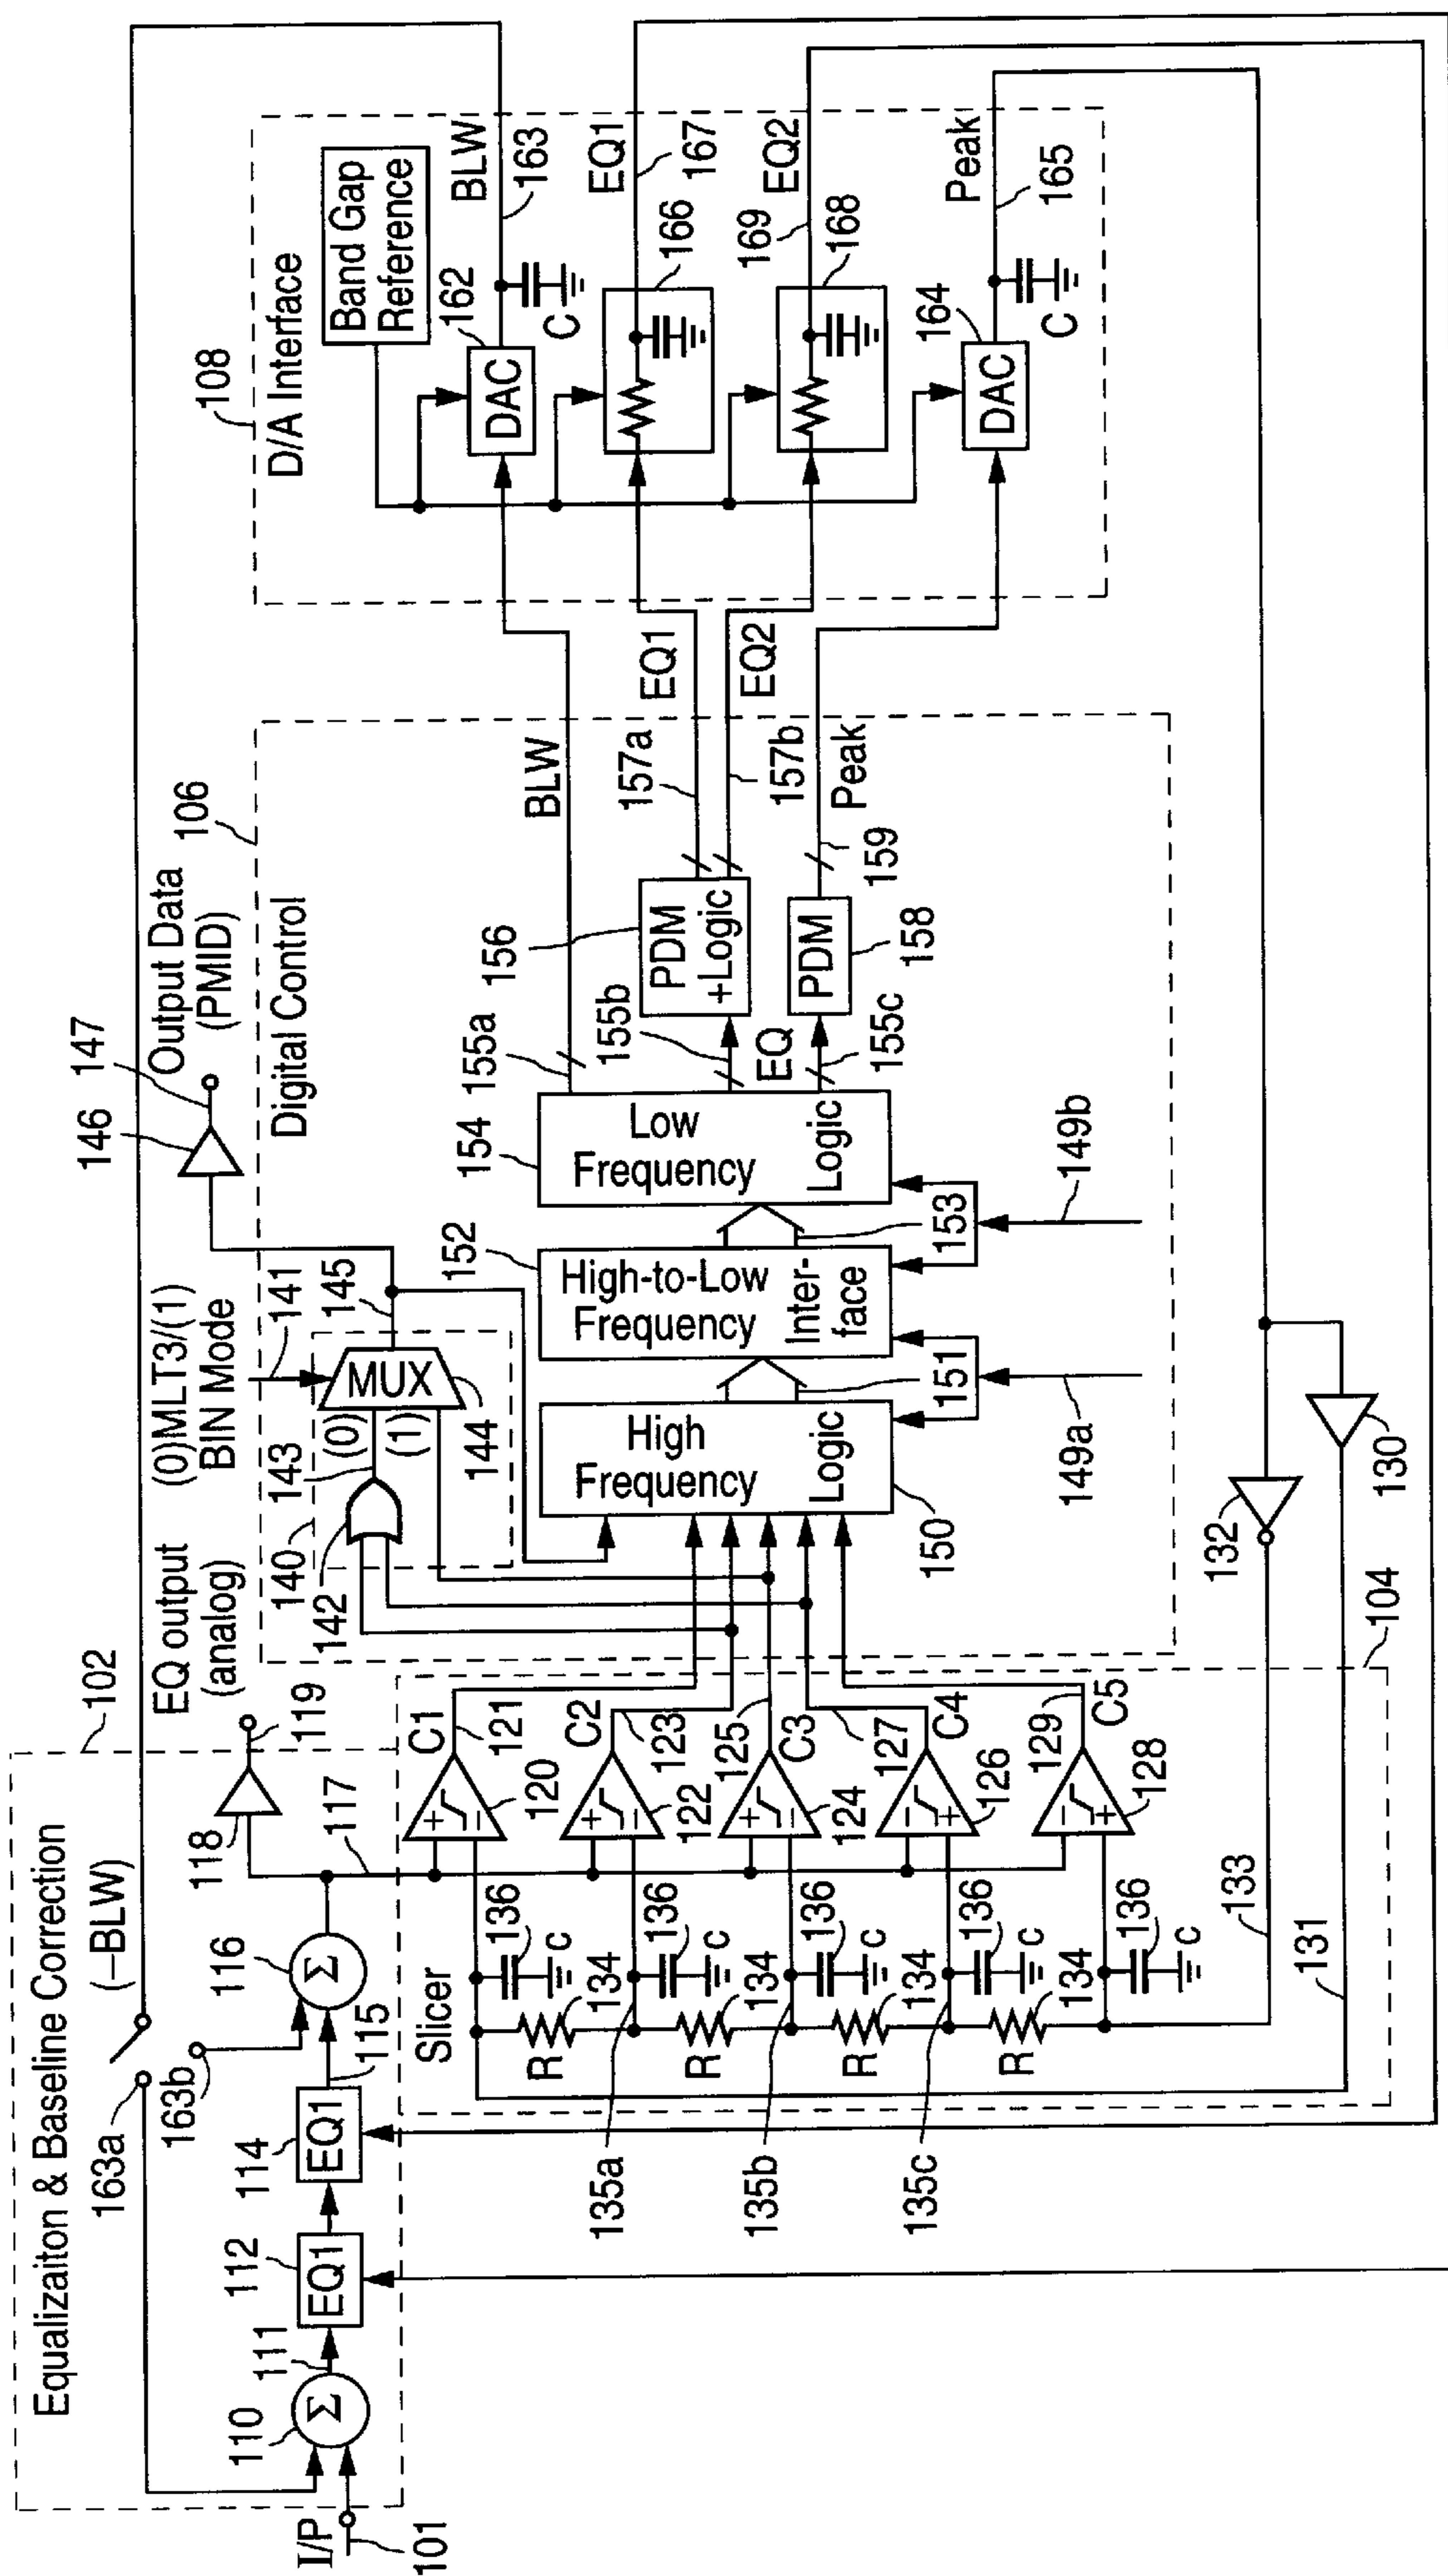 Equalizaiton & Baseline Correction
102
(–BLW)
163a
163b
I/P
101
110
Σ
111
112
EQ1
114
EQ1
115
116
Σ
117
118
119
EQ output
(analog)
Slicer
104
R
134
R
134
R
134
R
134
136
C
136
C
136
C
136
C
136
C
135a
135b
135c
131
133
130
132
+
–
120
C1
121
+
–
122
C2
123
+
–
124
C3
125
–
+
126
C4
127
–
+
128
C5
129
Digital Control
106
140
142
143
(0)
(1)
MUX
144
141
(0)MLT3/(1)
BIN Mode
145
146
147
Output Data
(PMID)
High
Frequency
Logic
150
151
149a
152
High-to-Low
Frequency
Inter-
face
153
149b
154
Low
Frequency
Logic
155a
155b
EQ
155c
156
PDM
+Logic
PDM
158
BLW
157a
EQ1
157b
EQ2
159
Peak
108
D/A Interface
Band Gap
Reference
162
DAC
C
BLW
163
EQ1
167
166
EQ2
169
168
164
DAC
C
Peak
165